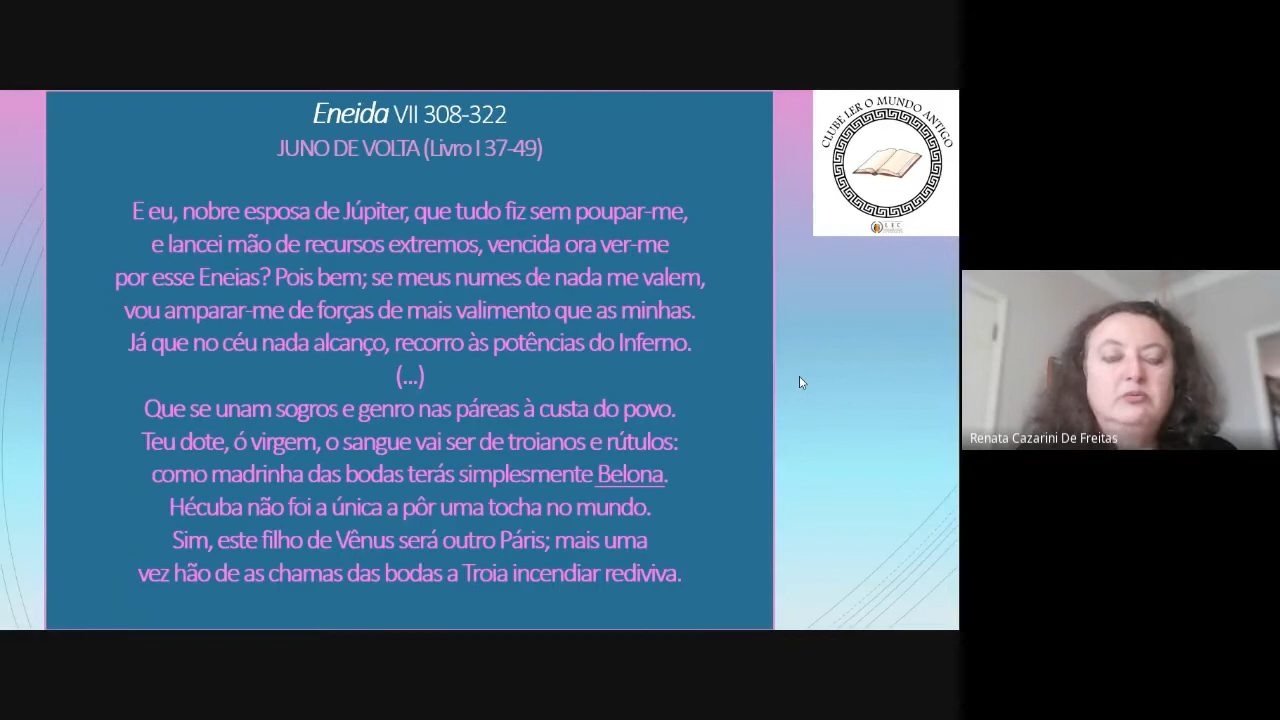 Eneida VII 308-322
JUNO DE VOLTA (Livro I 37-49)
E eu, nobre esposa de Júpiter, que tudo fiz sem poupar-me,
e lancei mão de recursos extremos, vencida ora ver-me
por esse Eneias? Pois bem; se meus numes de nada me valem,
vou amparar-me de forças de mais valimento que as minhas.
Já que no céu nada alcanço, recorro às potências do Inferno.
(...)
Que se unam sogros e genro nas páreas à custa do povo.
Teu dote, ó virgem, o sangue vai ser de troianos e rútulos:
como madrinha das bodas terás simplesmente Belona.
Hécuba não foi a única a pôr uma tocha no mundo.
Sim, este filho de Vênus será outro Páris; mais uma
vez hão de as chamas das bodas a Troia incendiar rediviva.
CLUBE LER O MUNDO ANTIGO
LEC
Renata Cazarini De Freitas